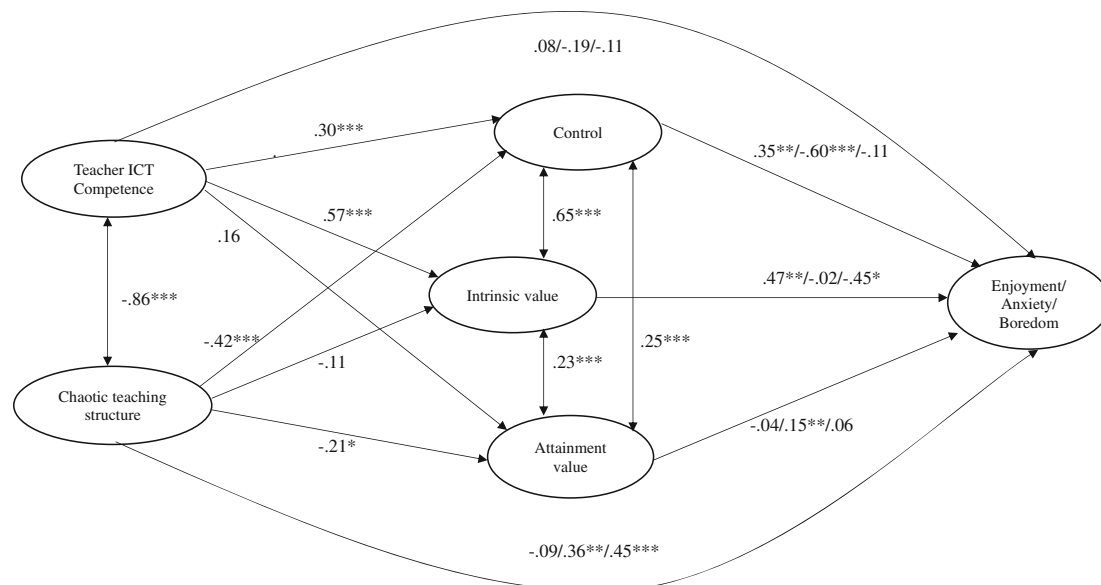 .08/-.19/-.11
Control
.30***
.35**/-.60***/-.11
Teacher ICT
Competence
.57***
.65***
.16
.47**/-.02/-.45*
Intrinsic value
Enjoyment/
Anxiety/
Boredom
-.86***
-.42***
.25***
-.11
.23***
Chaotic teaching
structure
-.04/.15**/.06
-.21*
Attainment
value
-.09/.36**/.45***